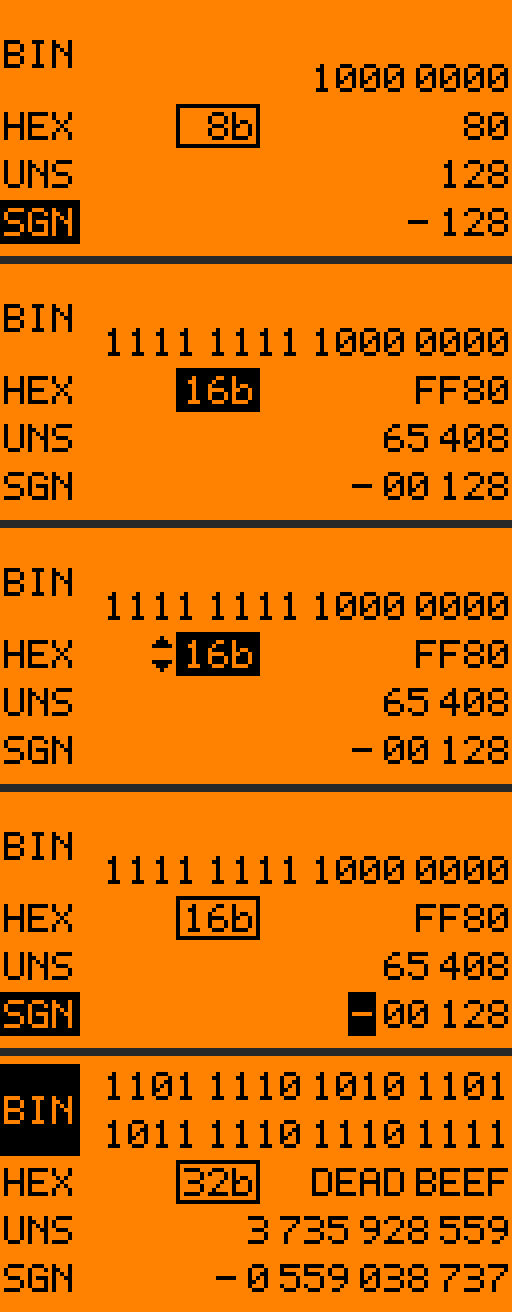 BIN
1000 0000
HEX 8b 80
UNS 128
SGN - 128
BIN
1111 1111 1000 0000
HEX 16b FF80
UNS 65 408
SGN - 00 128
BIN
1111 1111 1000 0000
HEX 16b FF80
UNS 65 408
SGN - 00 128
BIN
1111 1111 1000 0000
HEX 16b FF80
UNS 65 408
SGN - 00 128
1101 1110 1010 1101
BIN
1011 1110 1110 1111
HEX 32b DEAD BEEF
UNS 3 735 928 559
SGN - 0 559 038 737